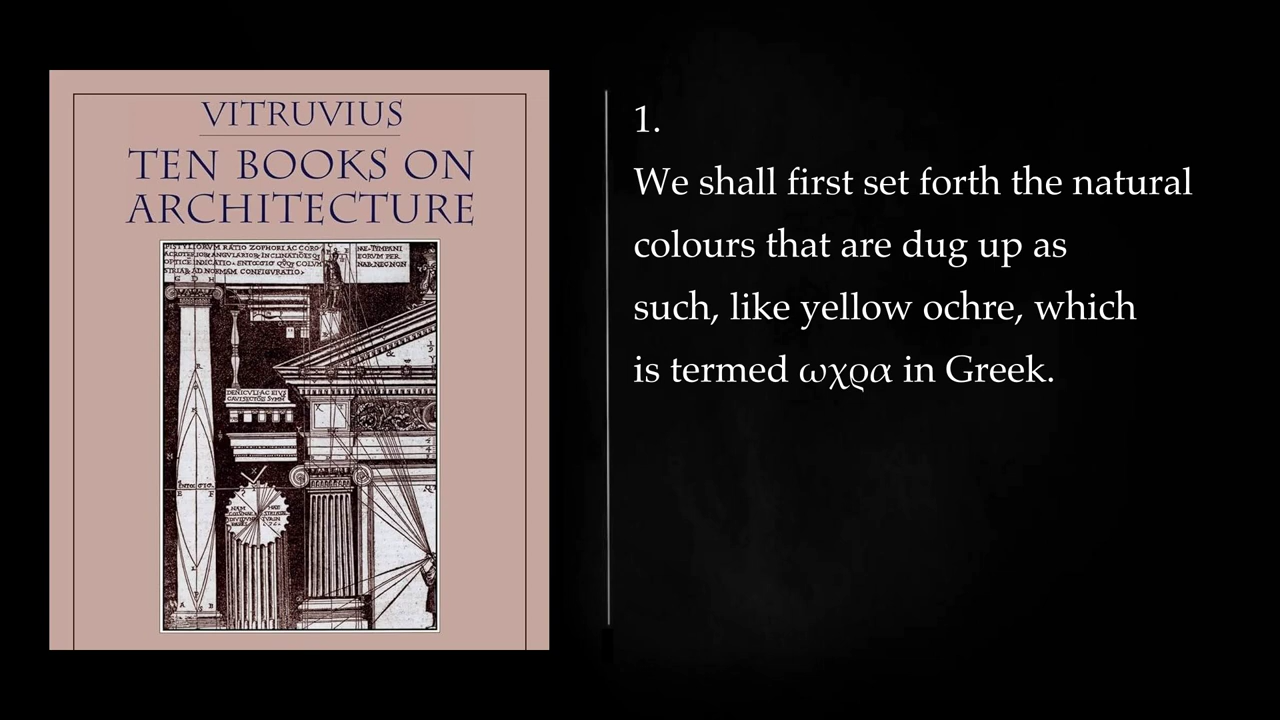 VITRUVIUS
TEN BOOKS ON
ARCHITECTURE
1.
We shall first set forth the natural
colours that are dug up as
such, like yellow ochre, which
is termed ωχρα in Greek.